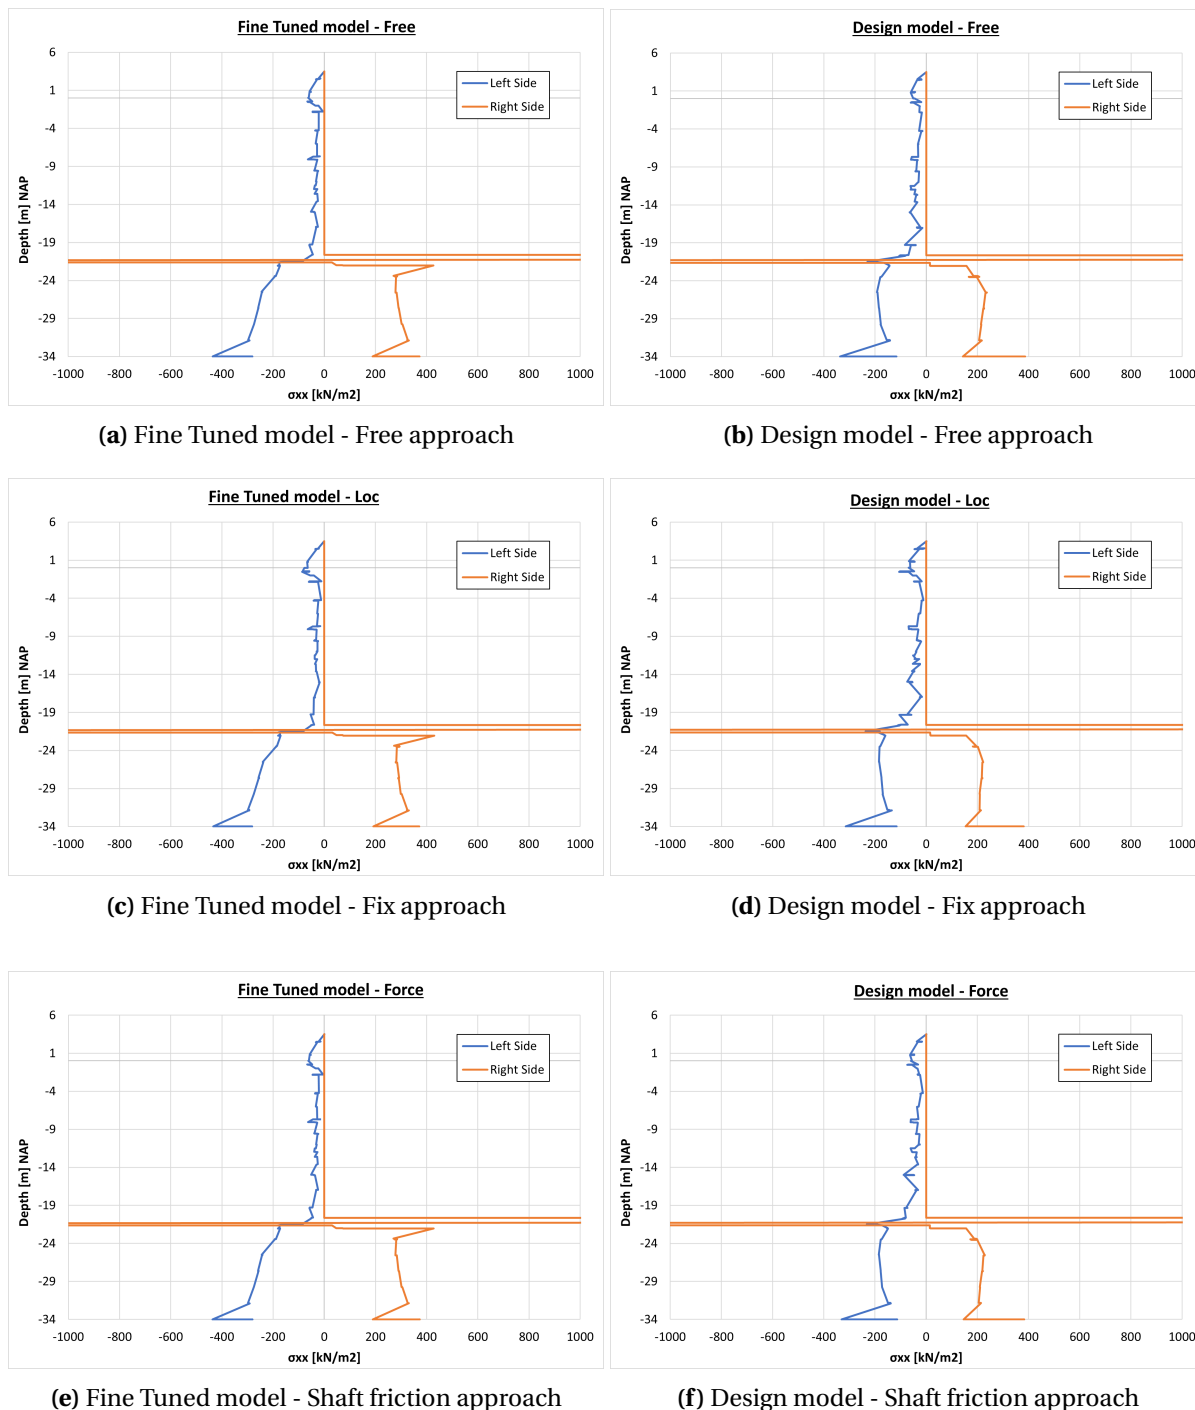 Fine Tuned model - Free
6
1
-4
-9
-14
-19
-24
-29
-34
Depth [m] NAP
Left Side
Right Side
-1000 -800 -600 -400 -200 0 200 400 600 800 1000
σxx [kN/m2]
(a) Fine Tuned model - Free approach
Design model - Free
6
1
-4
-9
-14
-19
-24
-29
-34
Depth [m] NAP
Left Side
Right Side
-1000 -800 -600 -400 -200 0 200 400 600 800 1000
σxx [kN/m2]
(b) Design model - Free approach
Fine Tuned model - Loc
6
1
-4
-9
-14
-19
-24
-29
-34
Depth [m] NAP
Left Side
Right Side
-1000 -800 -600 -400 -200 0 200 400 600 800 1000
σxx [kN/m2]
(c) Fine Tuned model - Fix approach
Design model - Loc
6
1
-4
-9
-14
-19
-24
-29
-34
Depth [m] NAP
Left Side
Right Side
-1000 -800 -600 -400 -200 0 200 400 600 800 1000
σxx [kN/m2]
(d) Design model - Fix approach
Fine Tuned model - Force
6
1
-4
-9
-14
-19
-24
-29
-34
Depth [m] NAP
Left Side
Right Side
-1000 -800 -600 -400 -200 0 200 400 600 800 1000
σxx [kN/m2]
(e) Fine Tuned model - Shaft friction approach
Design model - Force
6
1
-4
-9
-14
-19
-24
-29
-34
Depth [m] NAP
Left Side
Right Side
-1000 -800 -600 -400 -200 0 200 400 600 800 1000
σxx [kN/m2]
(f) Design model - Shaft friction approach